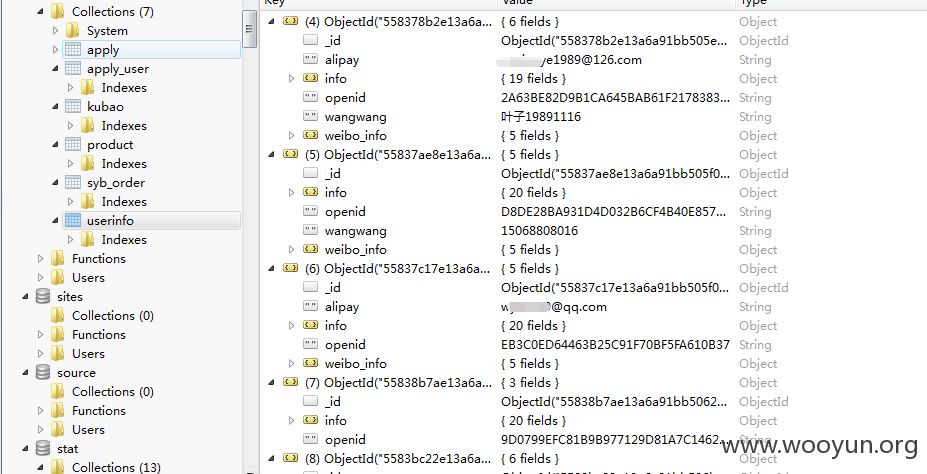 Key Value Type
Collections (7)
System
apply
apply_user
Indexes
kubao
Indexes
product
Indexes
syb_order
Indexes
userinfo
Indexes
Functions
Users
sites
Collections (0)
Functions
Users
source
Collections (0)
Functions
Users
stat
Collections (13)
(4) ObjectId("558378b2e13a6a... { 6 fields } Object
_id ObjectId("558378b2e13a6a91bb505e... ObjectId
alipay ye1989@126.com String
info { 19 fields } Object
openid 2A63BE82D9B1CA645BAB61F2178383... String
wangwang 叶子19891116 String
weibo_info { 5 fields } Object
(5) ObjectId("55837ae8e13a6a... { 5 fields } Object
_id ObjectId("55837ae8e13a6a91bb505f0... ObjectId
info { 20 fields } Object
openid D8DE28BA931D4D032B6CF4B40E857... String
wangwang 15068808016 String
weibo_info { 5 fields } Object
(6) ObjectId("55837c17e13a6a... { 5 fields } Object
_id ObjectId("55837c17e13a6a91bb505f0... ObjectId
alipay @qq.com String
info { 20 fields } Object
openid EB3C0ED64463B25C91F70BF5FA610B37 String
weibo_info { 5 fields } Object
(7) ObjectId("55838b7ae13a6a... { 3 fields } Object
_id ObjectId("55838b7ae13a6a91bb5062... ObjectId
info { 20 fields } Object
openid 9D0799EFC81B9B977129D81A7C1462... String
(8) ObjectId("5583bc22e13a6a... { 6 fields } Object
www.wooyun.org